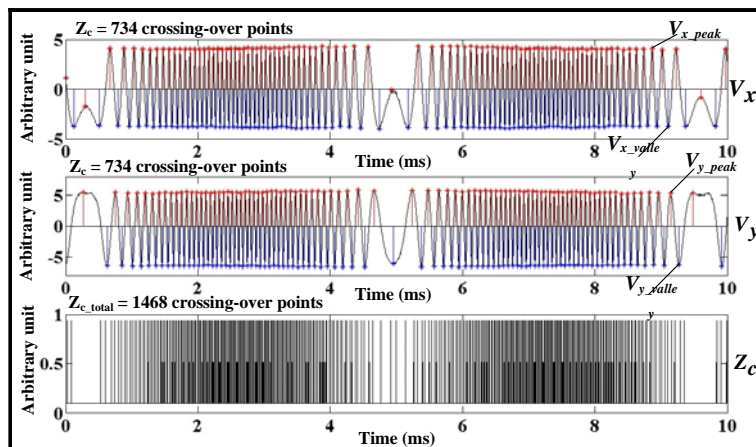 Z_c = 734 crossing-over points
V_x_peak
5
0
-5
Arbitrary unit
V_x
0 2 4 6 8 10
Time (ms)
V_x_valle
y
Z_c = 734 crossing-over points
V_y_peak
5
0
-5
Arbitrary unit
V_y
0 2 4 6 8 10
Time (ms)
V_y_valle
y
Z_c_total = 1468 crossing-over points
1
0.5
0
Arbitrary unit
Z_c
0 2 4 6 8 10
Time (ms)